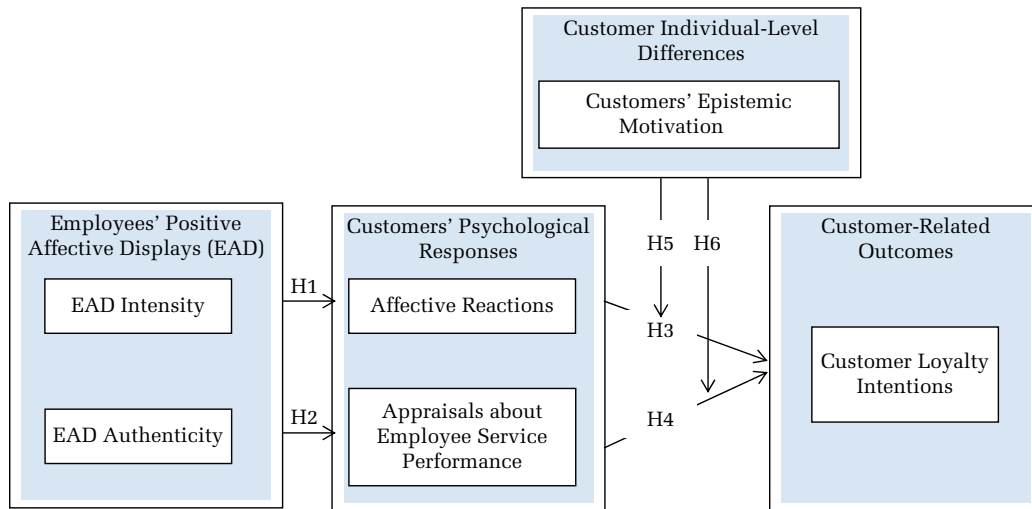 Customer Individual-Level
Differences
Customers’ Epistemic
Motivation
Employees’ Positive
Affective Displays (EAD)
EAD Intensity
EAD Authenticity
H1
H2
Customers’ Psychological
Responses
Affective Reactions
Appraisals about
Employee Service
Performance
H5
H6
H3
H4
Customer-Related
Outcomes
Customer Loyalty
Intentions